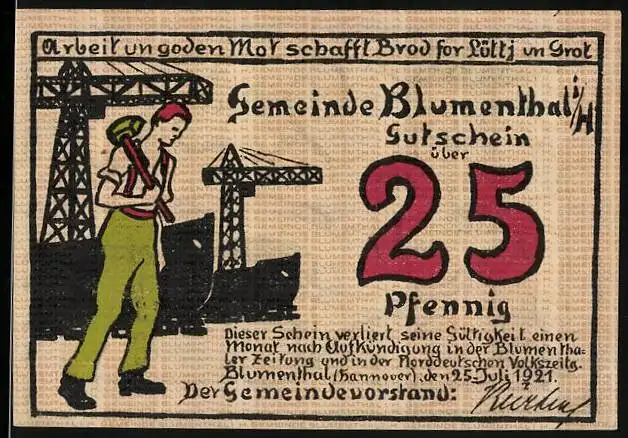 Arbeit un goden Mot schafft Brod for Lüttj un Grot
Gemeinde Blumenthal i/H
Gutschein
über
25
Pfennig
Dieser Schein verliert seine Gültigkeit einen
Monat nach Aufkündigung in der Blumentha-
ler Zeitung und in der Norddeutschen Volkszeitg.
Blumenthal (Hannover), den 25. Juli 1921.
Der Gemeindevorstand: